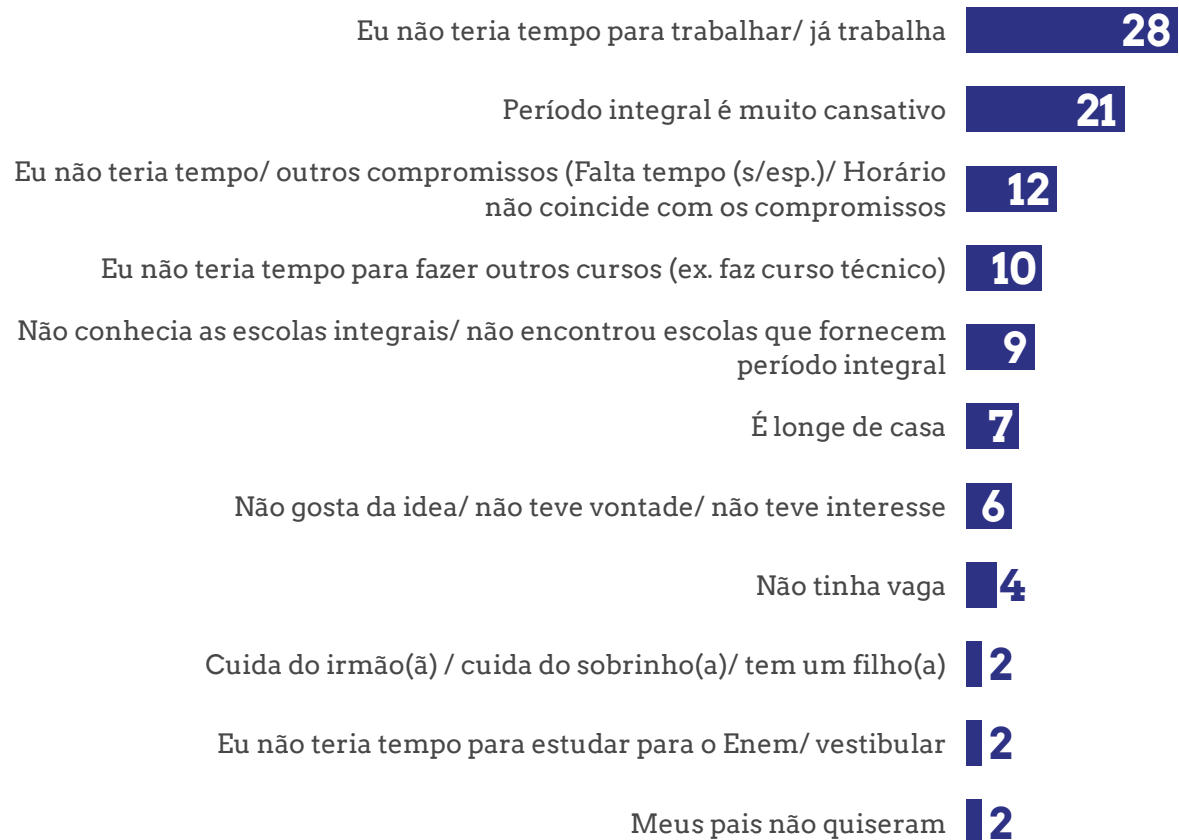 Eu não teria tempo para trabalhar/ já trabalha 28
Período integral é muito cansativo 21
Eu não teria tempo/ outros compromissos (Falta tempo (s/esp.)/ Horário
não coincide com os compromissos 12
Eu não teria tempo para fazer outros cursos (ex. faz curso técnico) 10
Não conhecia as escolas integrais/ não encontrou escolas que fornecem
período integral 9
É longe de casa 7
Não gosta da idea/ não teve vontade/ não teve interesse 6
Não tinha vaga 4
Cuida do irmão(ã) / cuida do sobrinho(a)/ tem um filho(a) 2
Eu não teria tempo para estudar para o Enem/ vestibular 2
Meus pais não quiseram 2